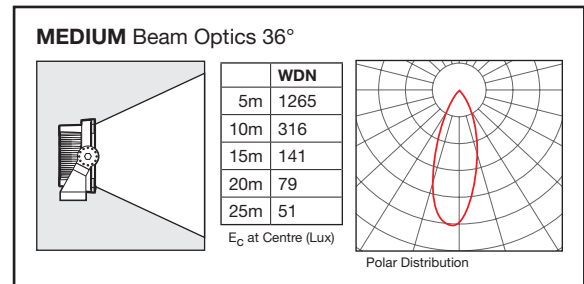 MEDIUM Beam Optics 36°
WDN
5m 1265
10m 316
15m 141
20m 79
25m 51
EC at Centre (Lux)
Polar Distribution